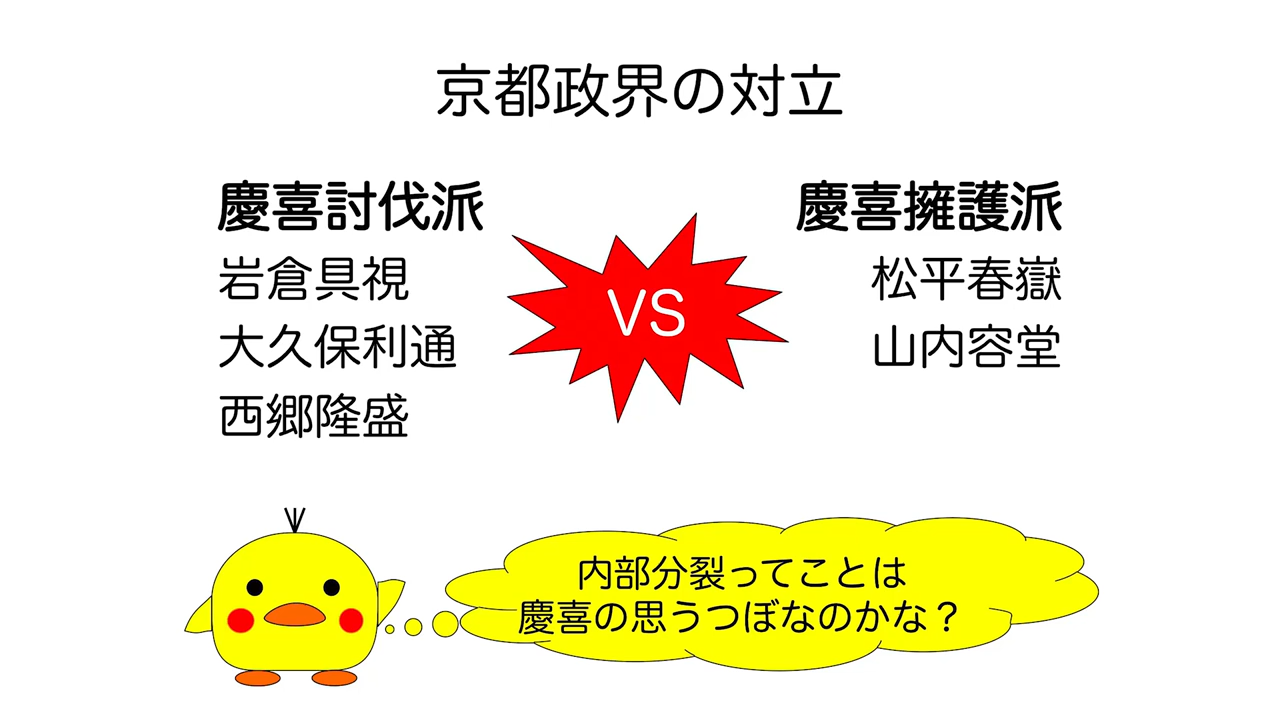 京都政界の対立
慶喜討伐派
岩倉具視
大久保利通
西郷隆盛
VS
慶喜擁護派
松平春嶽
山内容堂
内部分裂ってことは
慶喜の思うつぼなのかな？